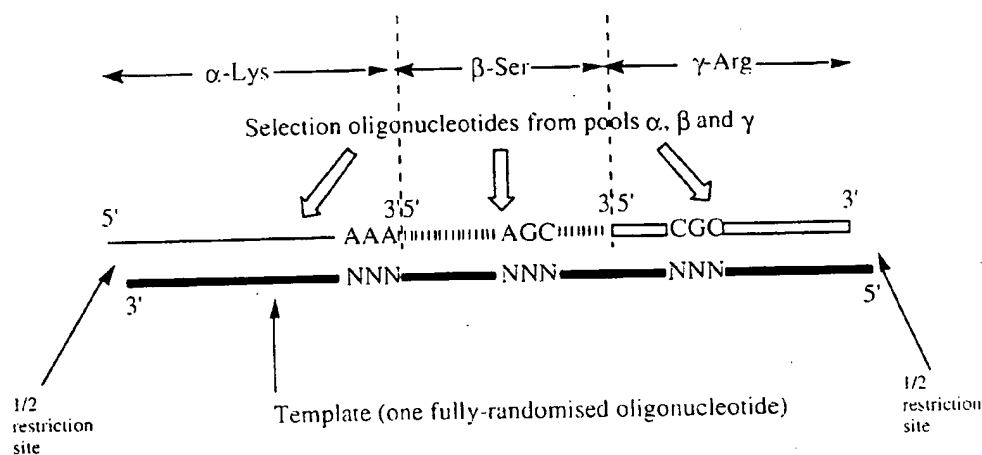 α-Lys β-Ser γ-Arg
Selection oligonucleotides from pools α, β and γ
5' 3' 5' 3' 5' 3'
AAA AGC CGC
NNN NNN NNN
3' 5'
1/2
restriction
site
Template (one fully-randomised oligonucleotide)
1/2
restriction
site